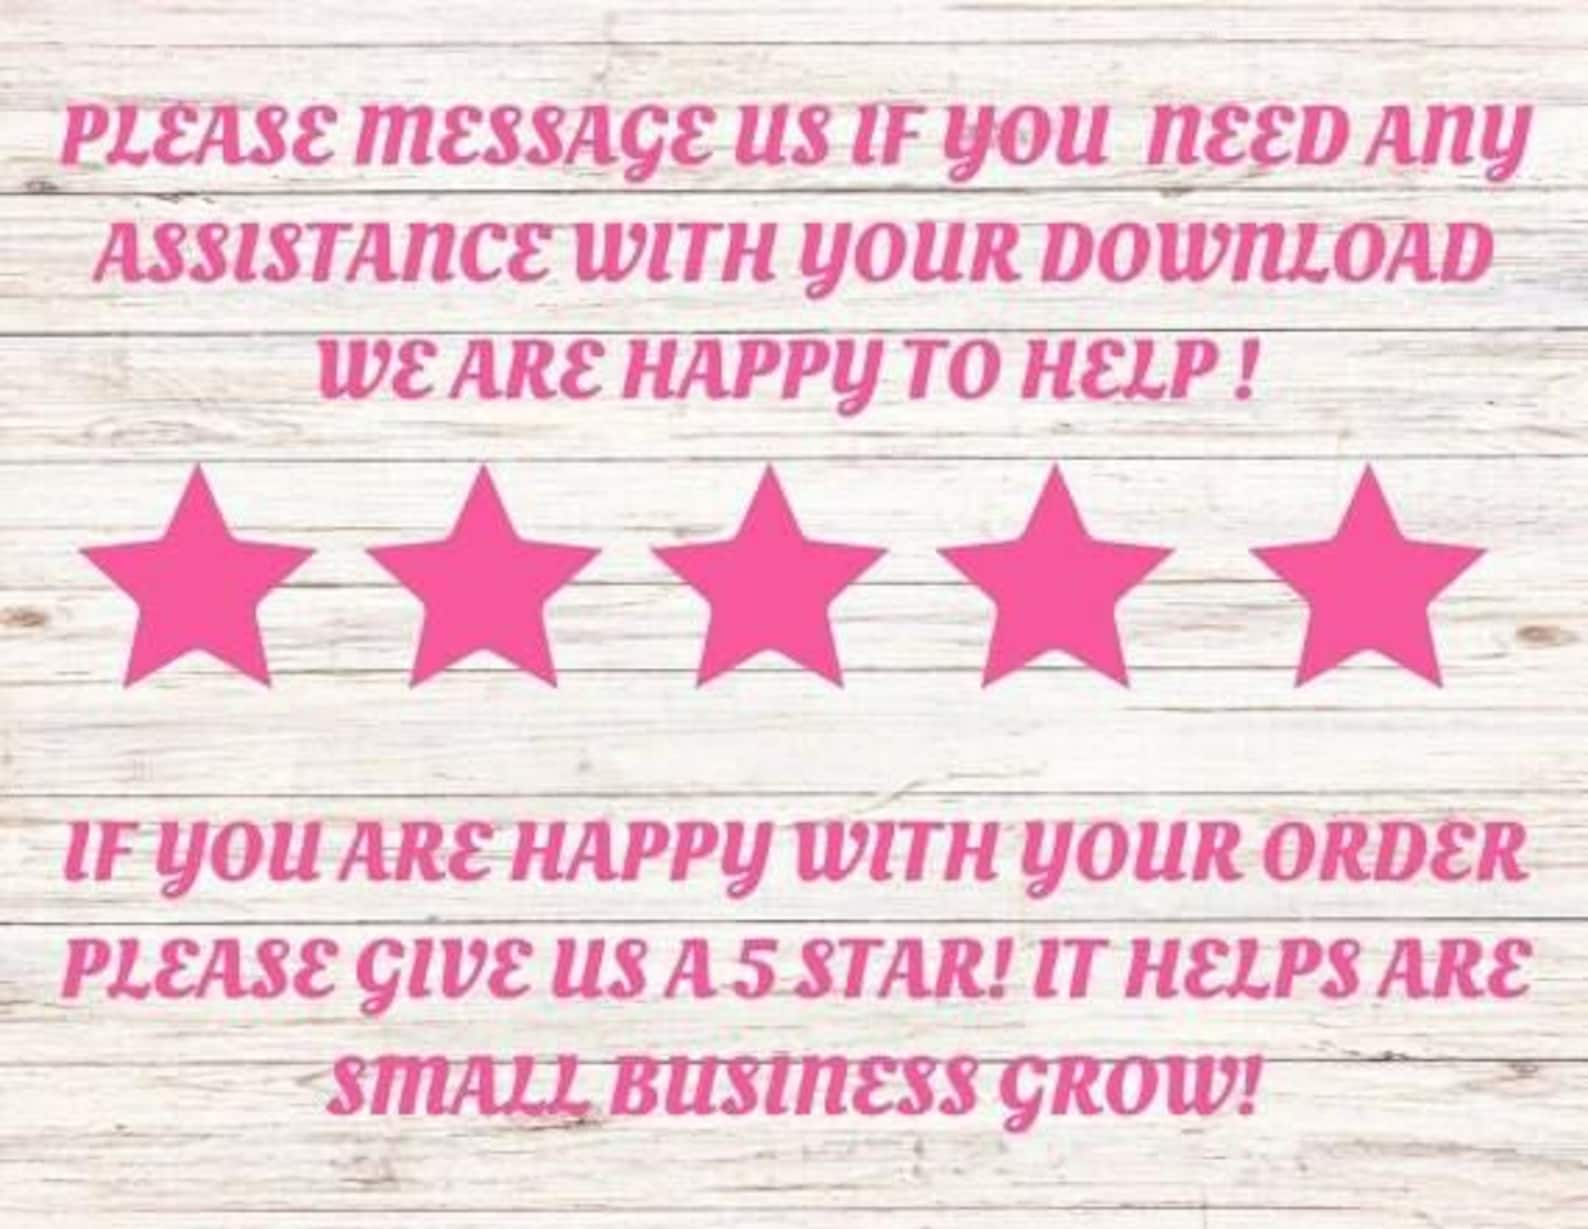 PLEASE MESSAGE US IF YOU NEED ANY
ASSISTANCE WITH YOUR DOWNLOAD
WE ARE HAPPY TO HELP !
IF YOU ARE HAPPY WITH YOUR ORDER
PLEASE GIVE US A 5 STAR! IT HELPS ARE
SMALL BUSINESS GROW!